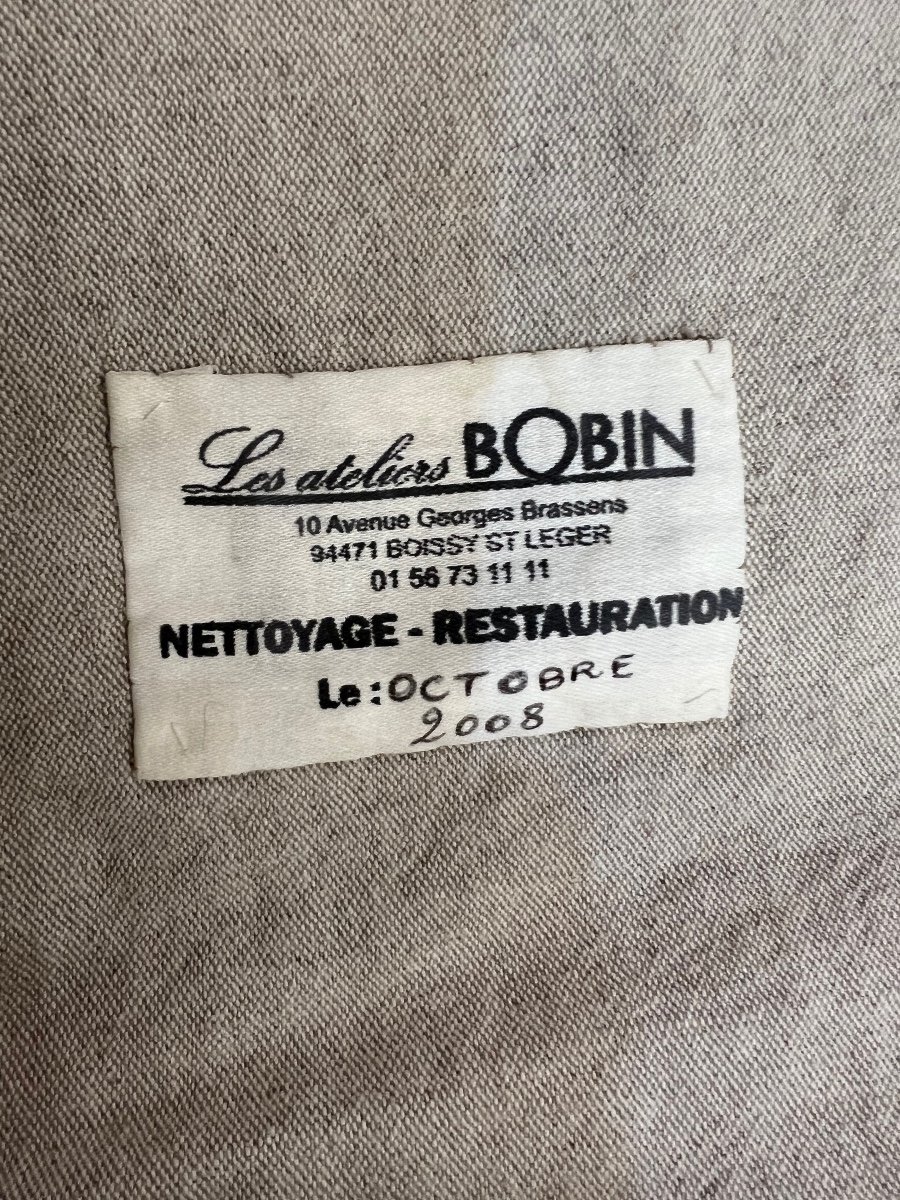 Les ateliers BOBIN
10 Avenue Georges Brassens
94471 BOISSY ST LEGER
01 56 73 11 11
NETTOYAGE - RESTAURATION
Le : OCTOBRE
2008